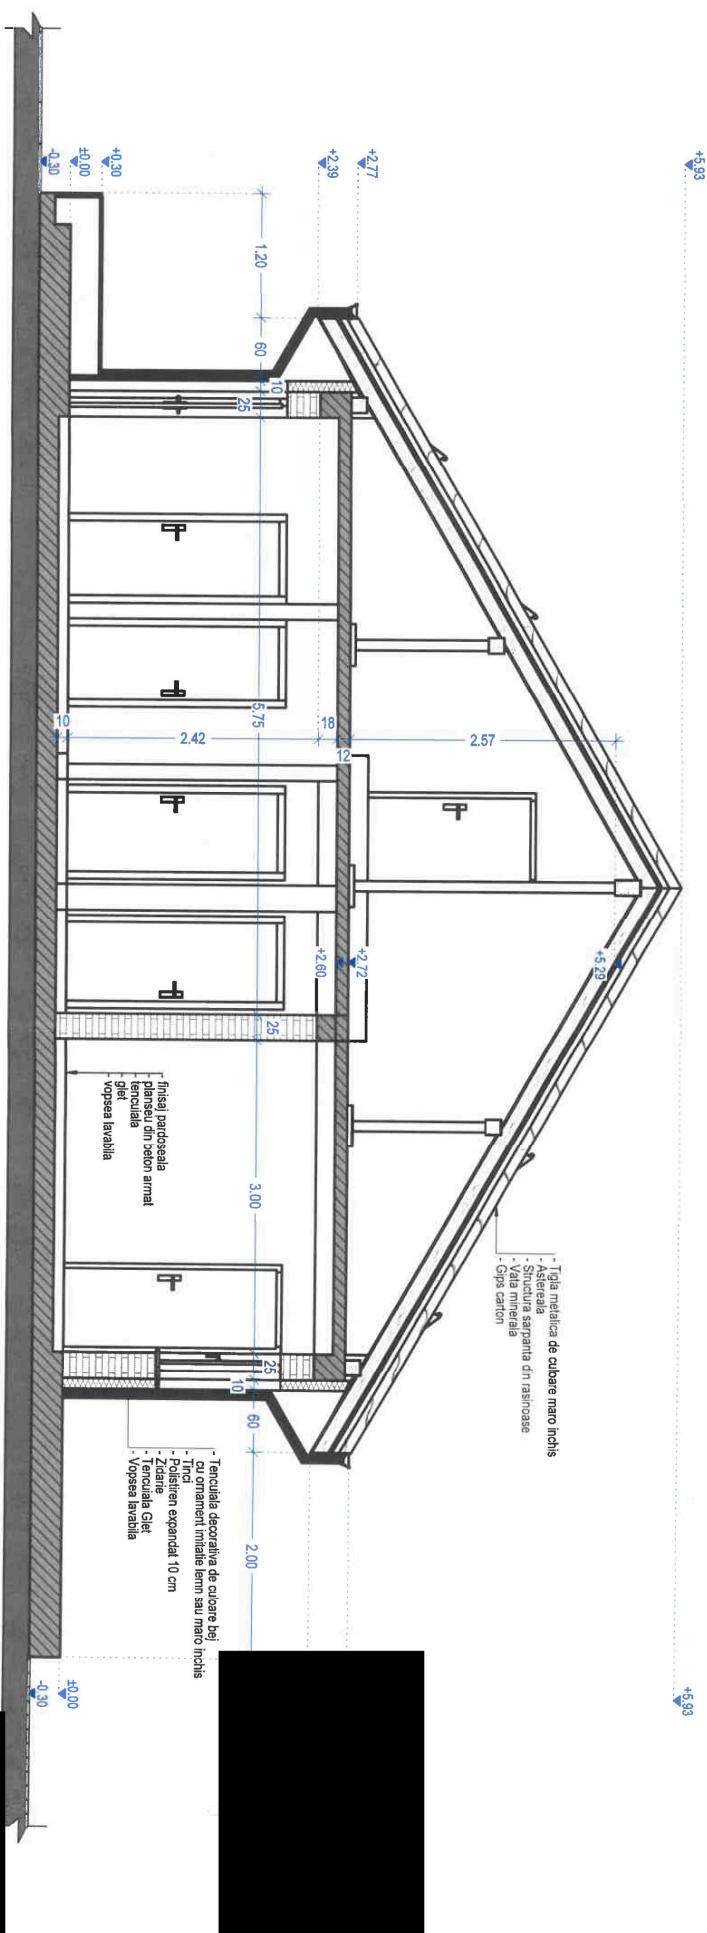 +5.93
+5.93
+5.29
2.57
- Tigla metalica de culoare maro inchis
- Astereala
- Structura sarpanta din rasinoase
- Vata minerala
- Gips carton
+2.77
+2.39
+2.72
+2.60
12
18
2.42
10
1.20
60
10
25
5.75
25
3.00
25
10
60
2.00
- finisaj pardoseala
- planseu din beton armat
- tencuiala
- glet
- vopsea lavabila
- Tencuiala decorativa de culoare bej
cu ornament imitatie lemn sau maro inchis
- Tinci
- Polistiren expandat 10 cm
- Zidarie
- Tencuiala Glet
- Vopsea lavabila
+0.30
±0.00
-0.30
±0.00
-0.30